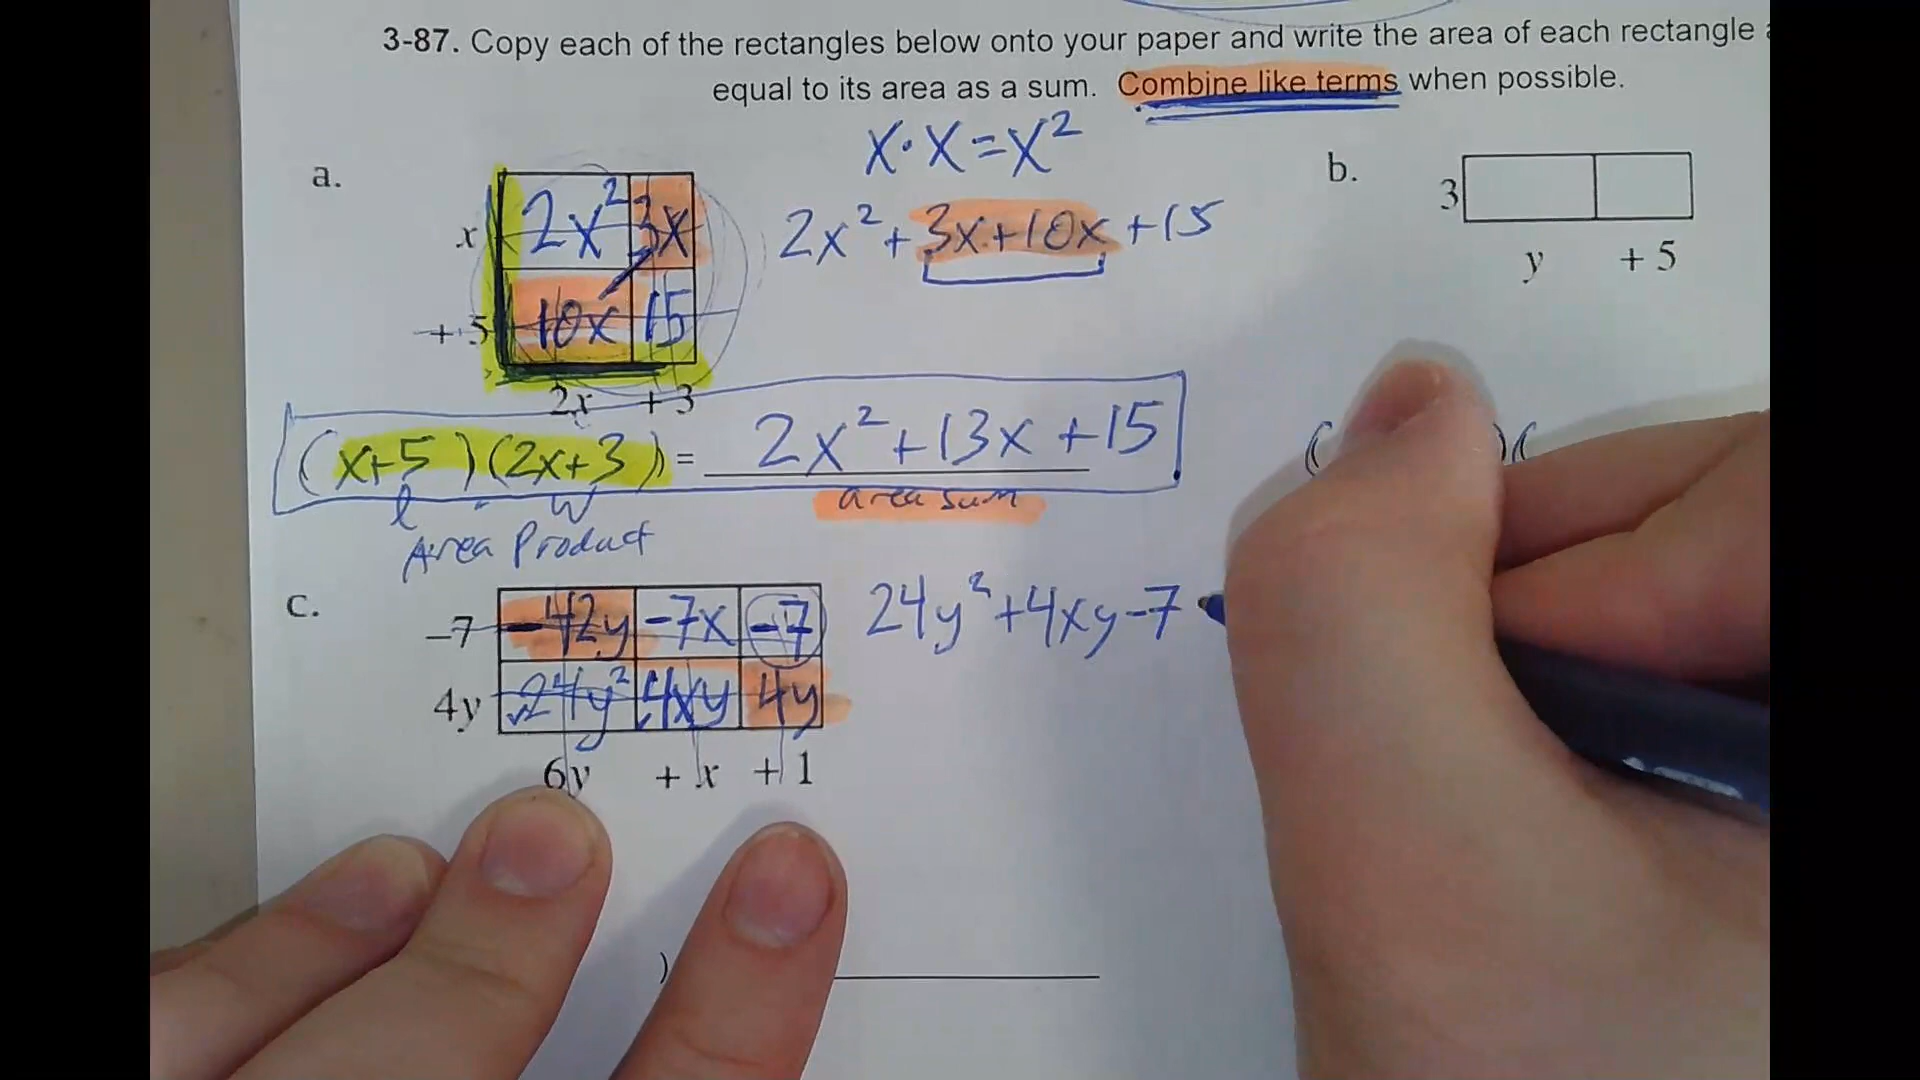 3-87. Copy each of the rectangles below onto your paper and write the area of each rectangle
equal to its area as a sum. Combine like terms when possible.
x·x=x²
a.
x
2x² 3x
2x²+3x+10x+15
+5
10x 15
2x +3
(x+5)(2x+3)= 2x²+13x+15
l w
area sum
Area Product
b.
3
y +5
( )(
c.
-7
-42y -7x -7
24y²+4xy-7
4y
24y² 4xy 4y
6y +x +1
)